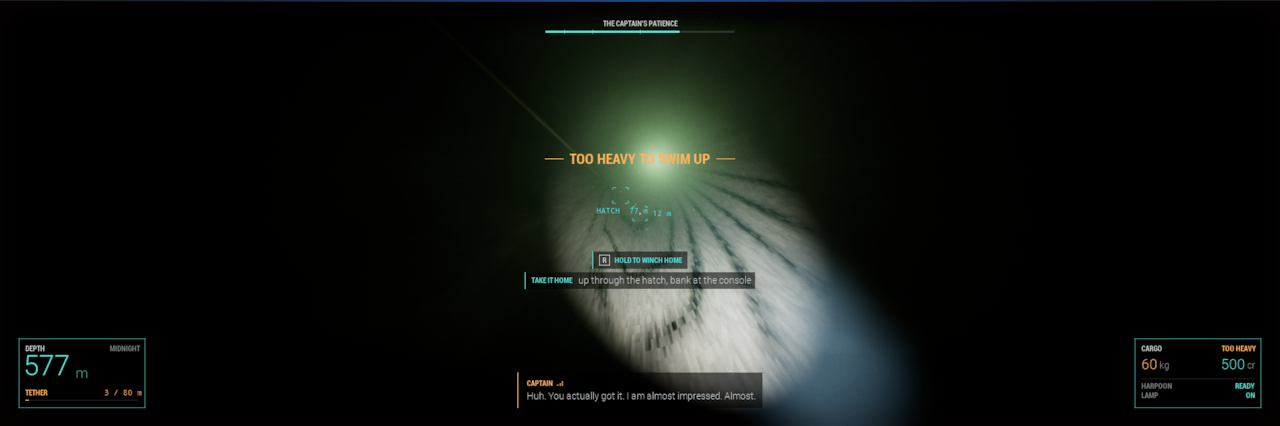 THE CAPTAIN'S PATIENCE
TOO HEAVY TO SWIM UP
HATCH 77 m 12 m
R HOLD TO WINCH HOME
TAKE IT HOME up through the hatch, bank at the console
DEPTH MIDNIGHT
577 m
TETHER 3 / 80 m
CAPTAIN
Huh. You actually got it. I am almost impressed. Almost.
CARGO TOO HEAVY
60 kg 500 cr
HARPOON READY
LAMP ON